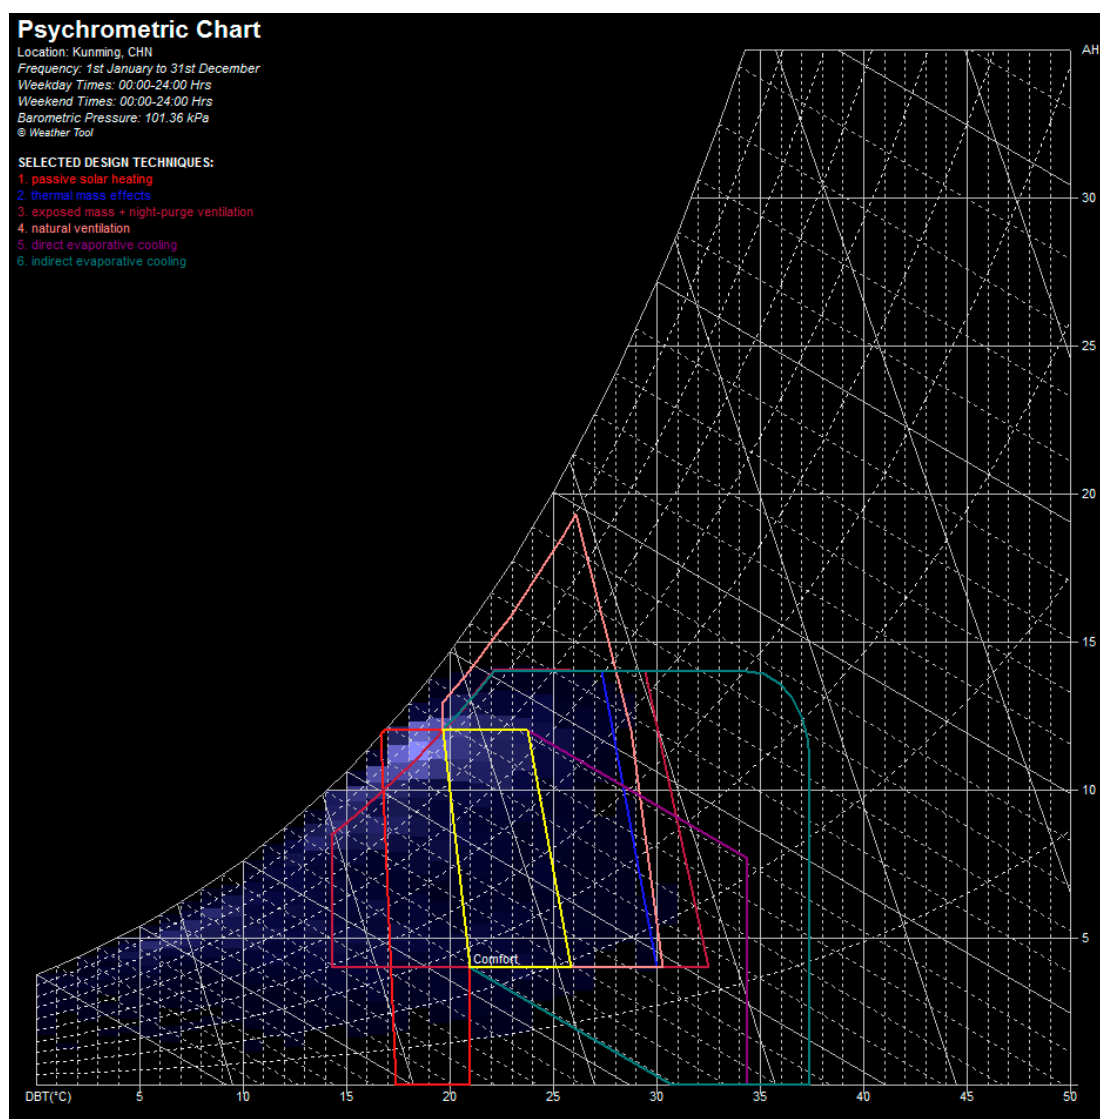 Psychrometric Chart
Location: Kunming, CHN
Frequency: 1st January to 31st December
Weekday Times: 00:00-24:00 Hrs
Weekend Times: 00:00-24:00 Hrs
Barometric Pressure: 101.36 kPa
© Weather Tool
SELECTED DESIGN TECHNIQUES:
1. passive solar heating
2. thermal mass effects
3. exposed mass + night-purge ventilation
4. natural ventilation
5. direct evaporative cooling
6. indirect evaporative cooling
AH
30
25
20
15
10
5
Comfort
DBT(°C) 5 10 15 20 25 30 35 40 45 50